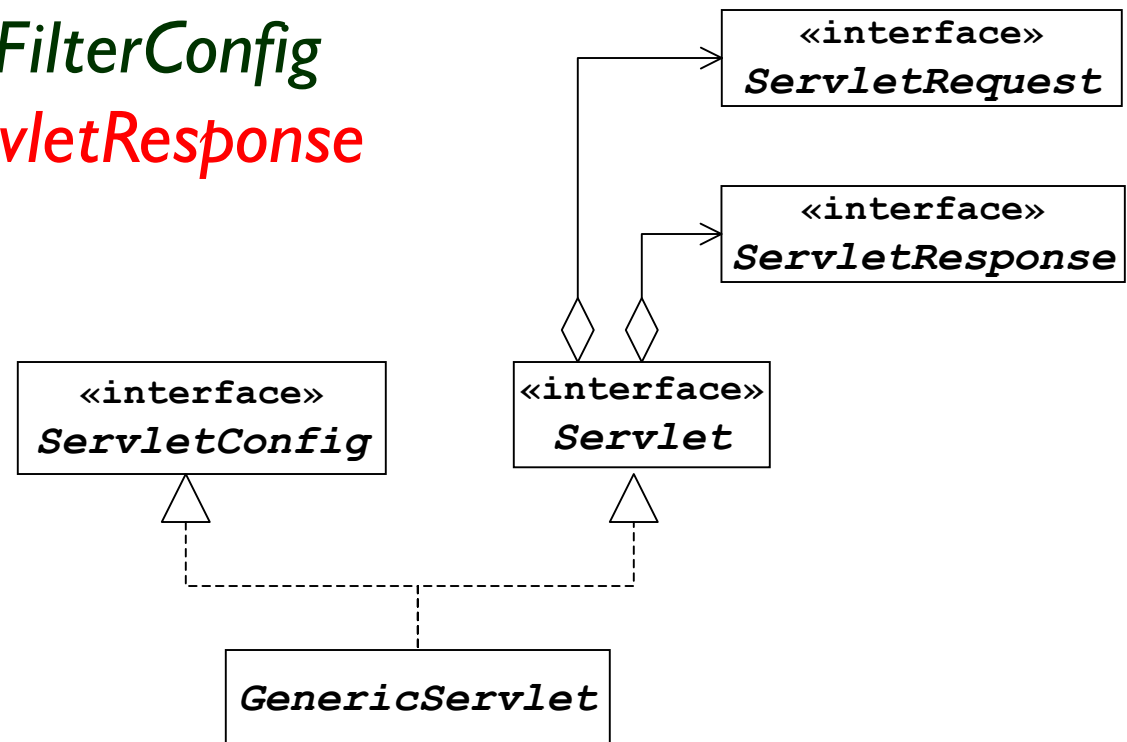 FilterConfig
vletResponse
«interface»
ServletRequest
«interface»
ServletResponse
«interface»
ServletConfig
«interface»
Servlet
GenericServlet